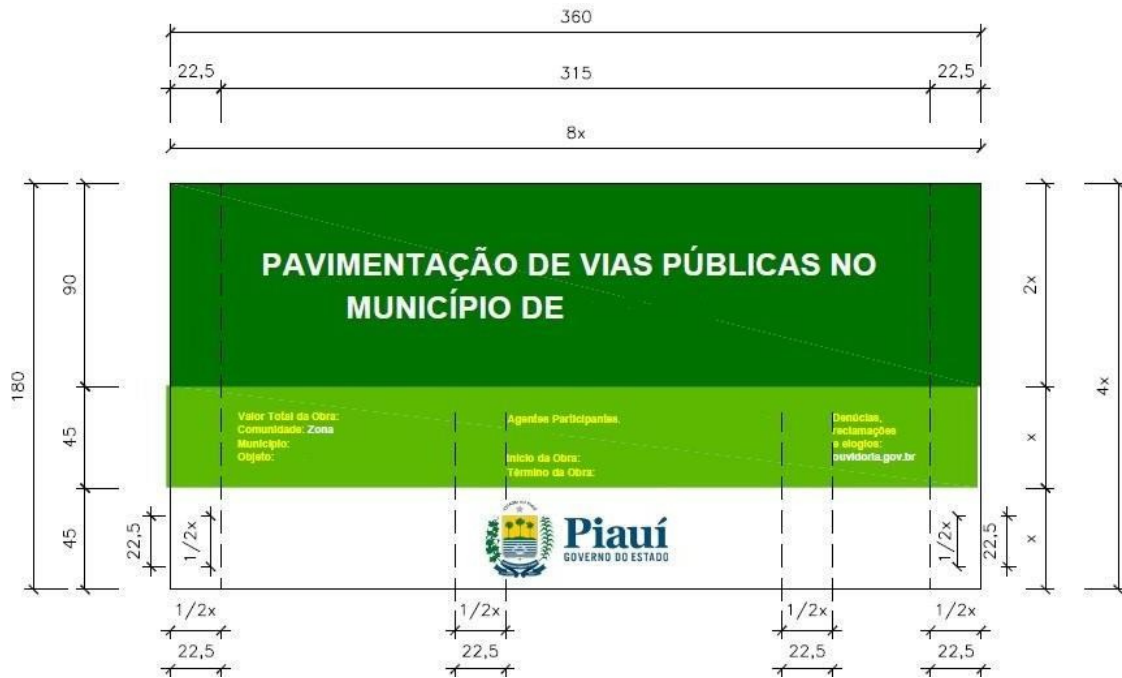 360
22,5 315 22,5
8x
PAVIMENTAÇÃO DE VIAS PÚBLICAS NO
MUNICÍPIO DE
180
90
45
45
2x
x
x
4x
Valor Total da Obra:
Comunidade: Zona
Município:
Objeto:
Agentes Participantes.
Início da Obra:
Término da Obra:
Denúcias,
reclamações
e elogios:
ouvidoria.gov.br
22,5
1/2x
Piauí
GOVERNO DO ESTADO
1/2x
22,5
1/2x 1/2x 1/2x 1/2x
22,5 22,5 22,5 22,5